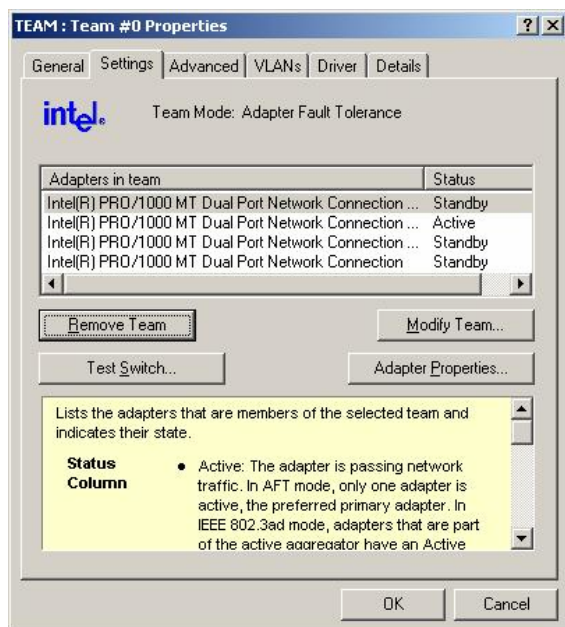 TEAM : Team #0 Properties
General Settings Advanced VLANs Driver Details
intel® Team Mode: Adapter Fault Tolerance
Adapters in team Status
Intel(R) PRO/1000 MT Dual Port Network Connection ... Standby
Intel(R) PRO/1000 MT Dual Port Network Connection ... Active
Intel(R) PRO/1000 MT Dual Port Network Connection ... Standby
Intel(R) PRO/1000 MT Dual Port Network Connection Standby
Remove Team Modify Team...
Test Switch... Adapter Properties...
Lists the adapters that are members of the selected team and
indicates their state.
Status Column
• Active: The adapter is passing network
traffic. In AFT mode, only one adapter is
active, the preferred primary adapter. In
IEEE 802.3ad mode, adapters that are part
of the active aggregator have an Active
OK Cancel